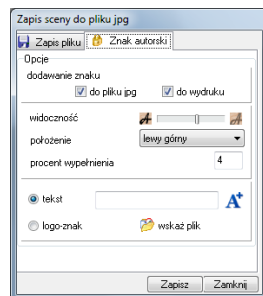 Zapis sceny do pliku jpg
Zapis pliku Znak autorski
Opcje
dodawanie znaku
do pliku jpg do wydruku
widoczność
położenie lewy górny
procent wypełnienia 4
tekst
logo-znak wskaż plik
Zapisz Zamknij